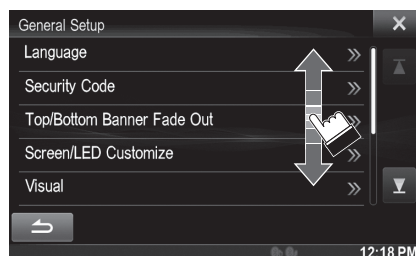 General Setup
Language
Security Code
Top/Bottom Banner Fade Out
Screen/LED Customize
Visual
12:18 PM